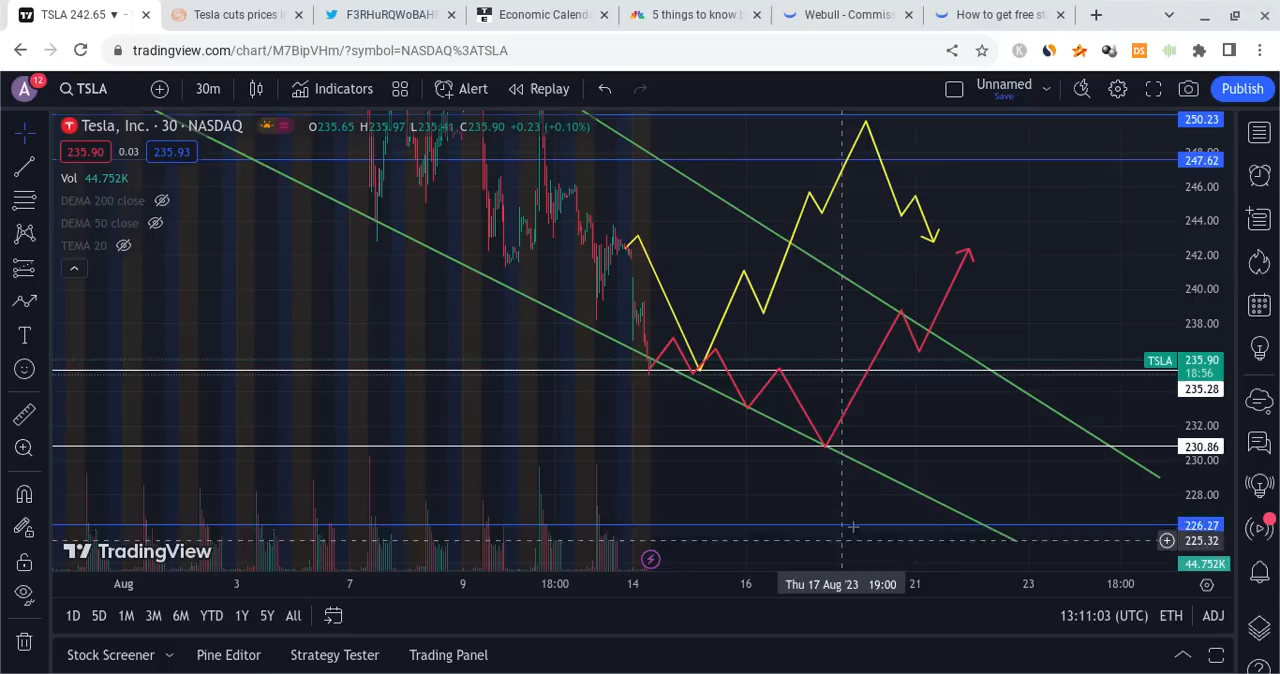 TSLA 242.65 ▼
Tesla cuts prices i
F3RHuRQWoBAH
Economic Calend
5 things to know b
Webull - Commiss
How to get free st
tradingview.com/chart/M7BipVHm/?symbol=NASDAQ%3ATSLA
A 12
TSLA
30m
Indicators
Alert
Replay
Unnamed
Save
Publish
Tesla, Inc. · 30 · NASDAQ
O235.65 H235.97 L235.41 C235.90 +0.23 (+0.10%)
235.90 0.03 235.93
Vol 44.752K
DEMA 200 close
DEMA 50 close
TEMA 20
250.23
248.00
247.62
246.00
244.00
242.00
240.00
238.00
TSLA 235.90
18:56
235.28
232.00
230.86
230.00
228.00
226.27
225.32
44.752K
TradingView
Aug 3 7 9 18:00 14 16 Thu 17 Aug '23 19:00 21 23 18:00
1D 5D 1M 3M 6M YTD 1Y 5Y All
13:11:03 (UTC) ETH ADJ
Stock Screener Pine Editor Strategy Tester Trading Panel